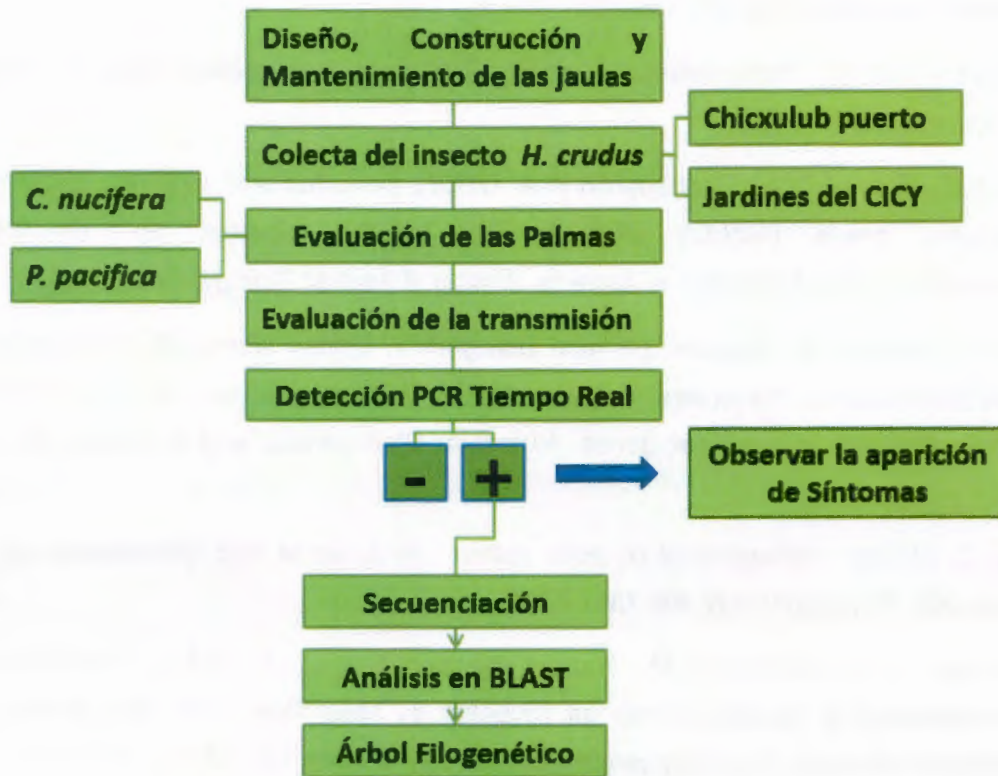 Diseño, Construcción y
Mantenimiento de las jaulas
Colecta del insecto H. crudus
Chicxulub puerto
Jardines del CICY
C. nucifera
P. pacifica
Evaluación de las Palmas
Evaluación de la transmisión
Detección PCR Tiempo Real
- +
Observar la aparición
de Síntomas
Secuenciación
Análisis en BLAST
Árbol Filogenético